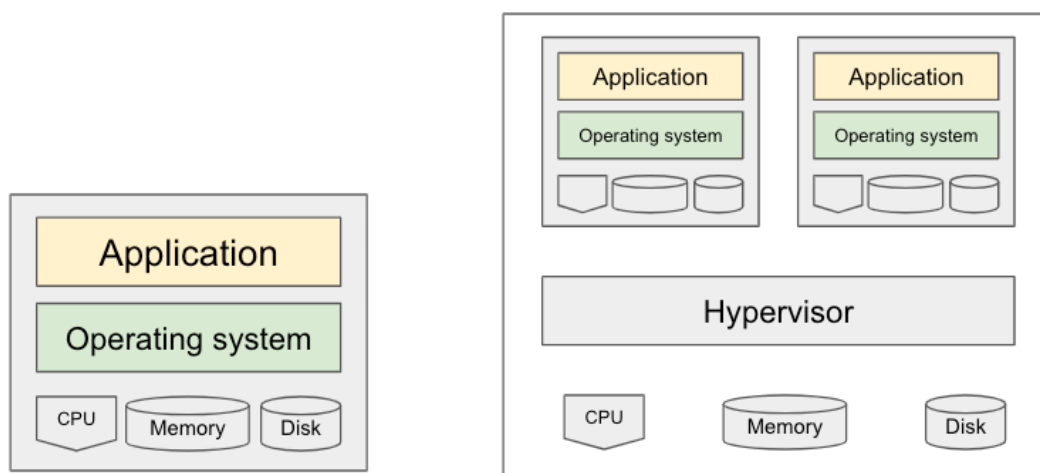 Application
Operating system
CPU
Memory
Disk
Application
Operating system
Application
Operating system
Hypervisor
CPU
Memory
Disk